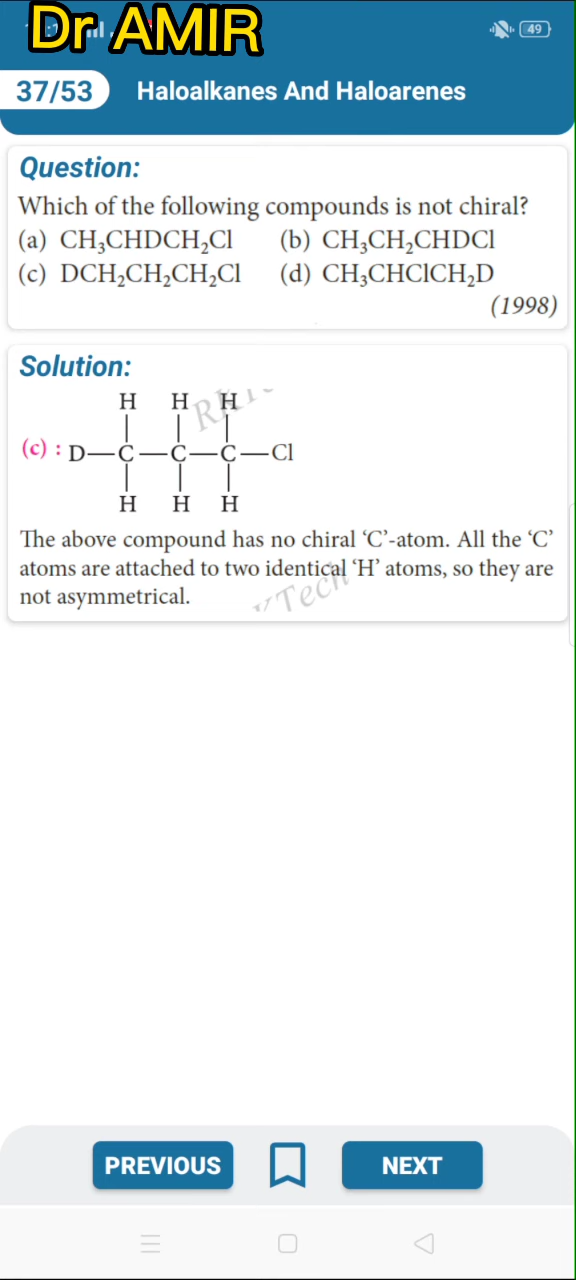 Dr AMIR
49
37/53 Haloalkanes And Haloarenes
Question:
Which of the following compounds is not chiral?
(a) CH₃CHDCH₂Cl (b) CH₃CH₂CHDCl
(c) DCH₂CH₂CH₂Cl (d) CH₃CHClCH₂D
(1998)
Solution:
H H H
(c) : D—C—C—C—Cl
H H H
The above compound has no chiral ‘C’-atom. All the ‘C’
atoms are attached to two identical ‘H’ atoms, so they are
not asymmetrical.
PREVIOUS NEXT